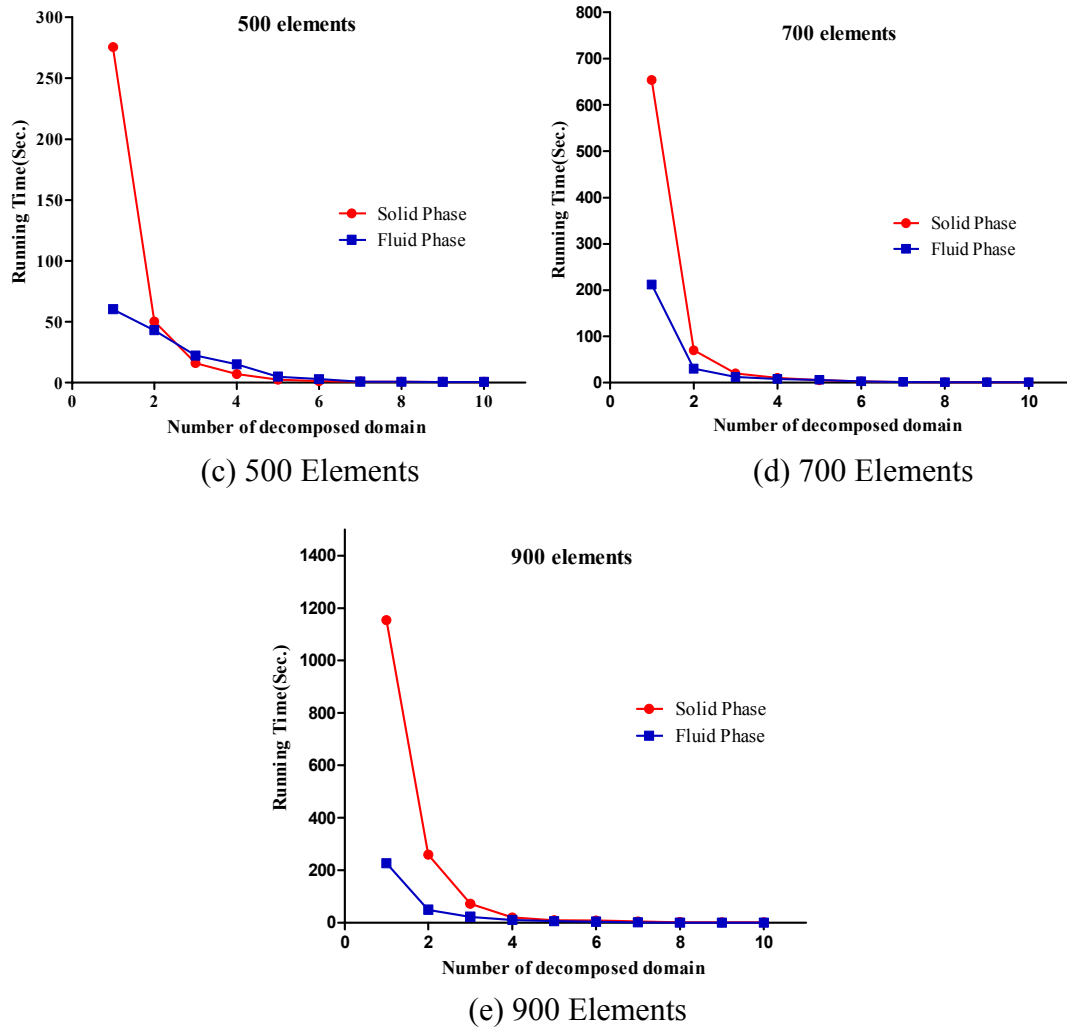 500 elements
300
250
200
150
100
50
0
Running Time(Sec.)
Solid Phase
Fluid Phase
0 2 4 6 8 10
Number of decomposed domain
(c) 500 Elements
700 elements
800
700
600
500
400
300
200
100
0
Running Time(Sec.)
Solid Phase
Fluid Phase
0 2 4 6 8 10
Number of decomposed domain
(d) 700 Elements
900 elements
1400
1200
1000
800
600
400
200
0
Running Time(Sec.)
Solid Phase
Fluid Phase
0 2 4 6 8 10
Number of decomposed domain
(e) 900 Elements